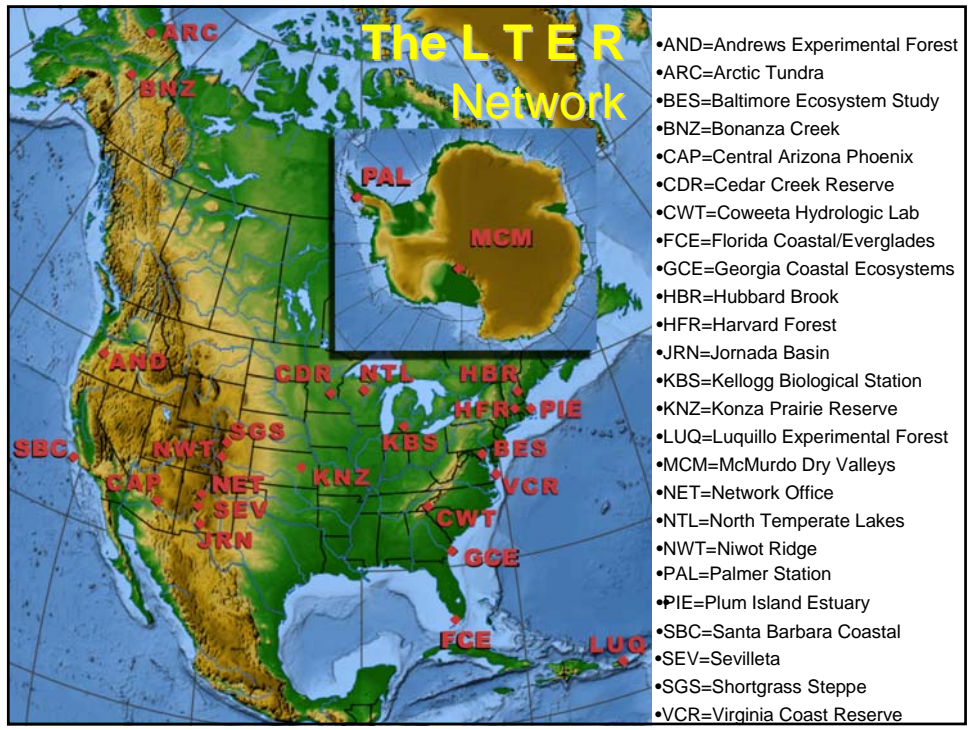 The L T E R
Network
ARC
BNZ
PAL
MCM
AND
CDR
NTL
HBR
HFR
PIE
SGS
SBC
NWT
KBS
BES
CAP
NET
KNZ
VCR
SEV
CWT
JRN
GCE
FCE
LUQ
•AND=Andrews Experimental Forest
•ARC=Arctic Tundra
•BES=Baltimore Ecosystem Study
•BNZ=Bonanza Creek
•CAP=Central Arizona Phoenix
•CDR=Cedar Creek Reserve
•CWT=Coweeta Hydrologic Lab
•FCE=Florida Coastal/Everglades
•GCE=Georgia Coastal Ecosystems
•HBR=Hubbard Brook
•HFR=Harvard Forest
•JRN=Jornada Basin
•KBS=Kellogg Biological Station
•KNZ=Konza Prairie Reserve
•LUQ=Luquillo Experimental Forest
•MCM=McMurdo Dry Valleys
•NET=Network Office
•NTL=North Temperate Lakes
•NWT=Niwot Ridge
•PAL=Palmer Station
•PIE=Plum Island Estuary
•SBC=Santa Barbara Coastal
•SEV=Sevilleta
•SGS=Shortgrass Steppe
•VCR=Virginia Coast Reserve